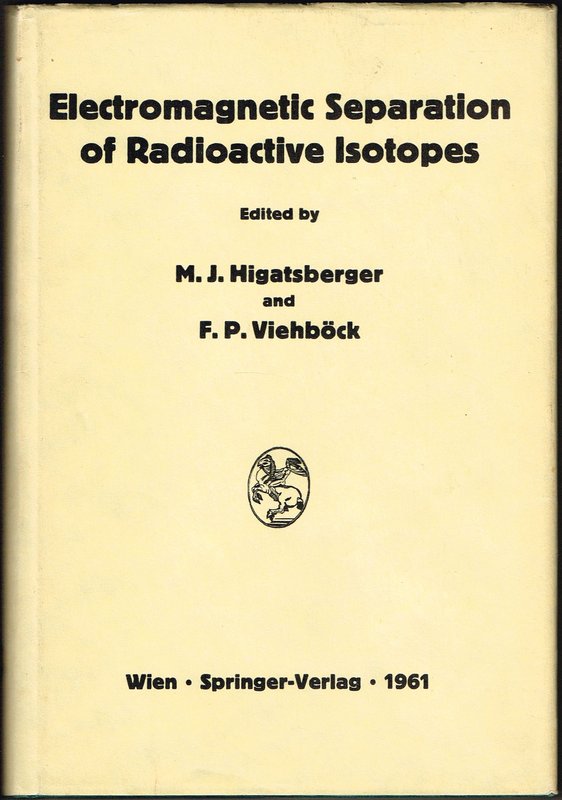 Electromagnetic Separation
of Radioactive Isotopes
Edited by
M. J. Higatsberger
and
F. P. Viehböck
Wien • Springer-Verlag • 1961